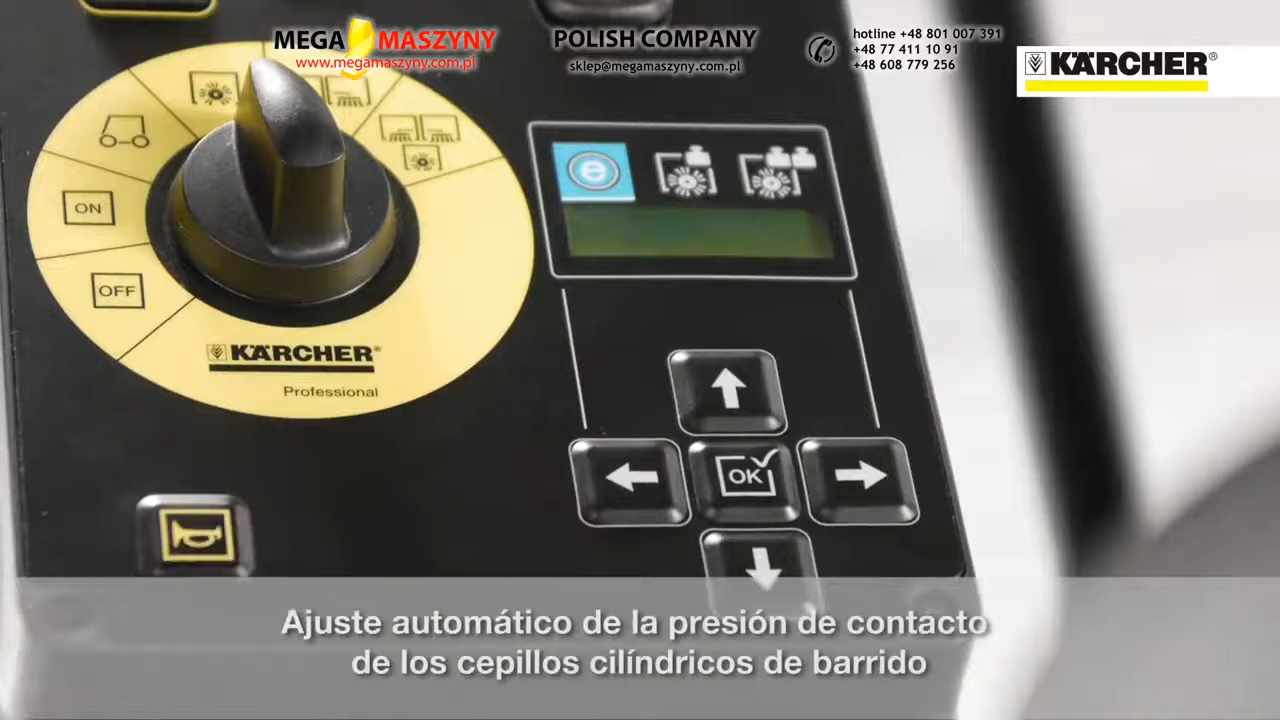 MEGA MASZYNY
www.megamaszyny.com.pl
POLISH COMPANY
sklep@megamaszyny.com.pl
hotline +48 801 007 391
+48 77 411 10 91
+48 608 779 256
KÄRCHER®
ON
OFF
KÄRCHER®
Professional
e
OK
Ajuste automático de la presión de contacto
de los cepillos cilíndricos de barrido